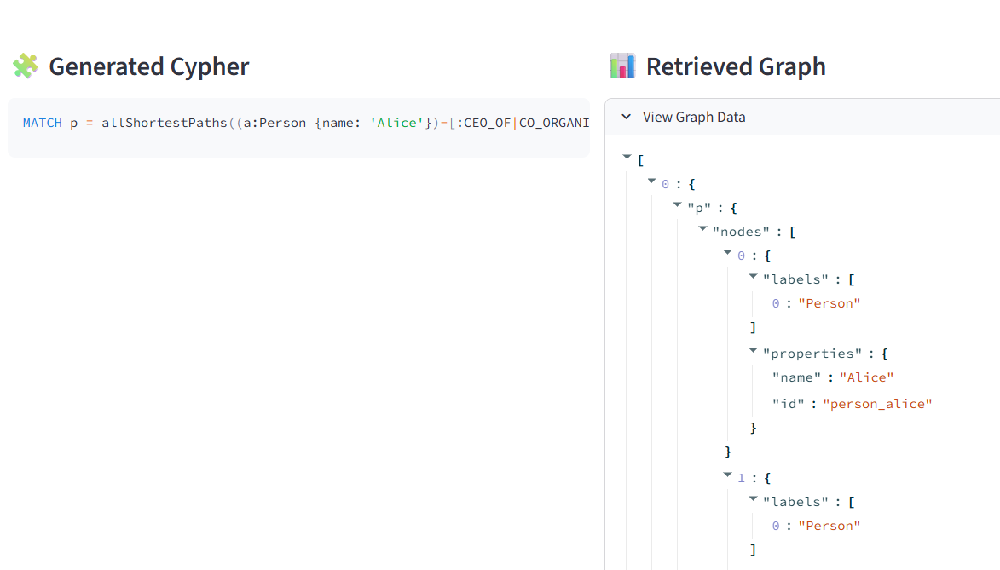 Generated Cypher
MATCH p = allShortestPaths((a:Person {name: 'Alice'})-[:CEO_OF|CO_ORGANI
Retrieved Graph
View Graph Data
[
0 : {
"p" : {
"nodes" : [
0 : {
"labels" : [
0 : "Person"
]
"properties" : {
"name" : "Alice"
"id" : "person_alice"
}
}
1 : {
"labels" : [
0 : "Person"
]